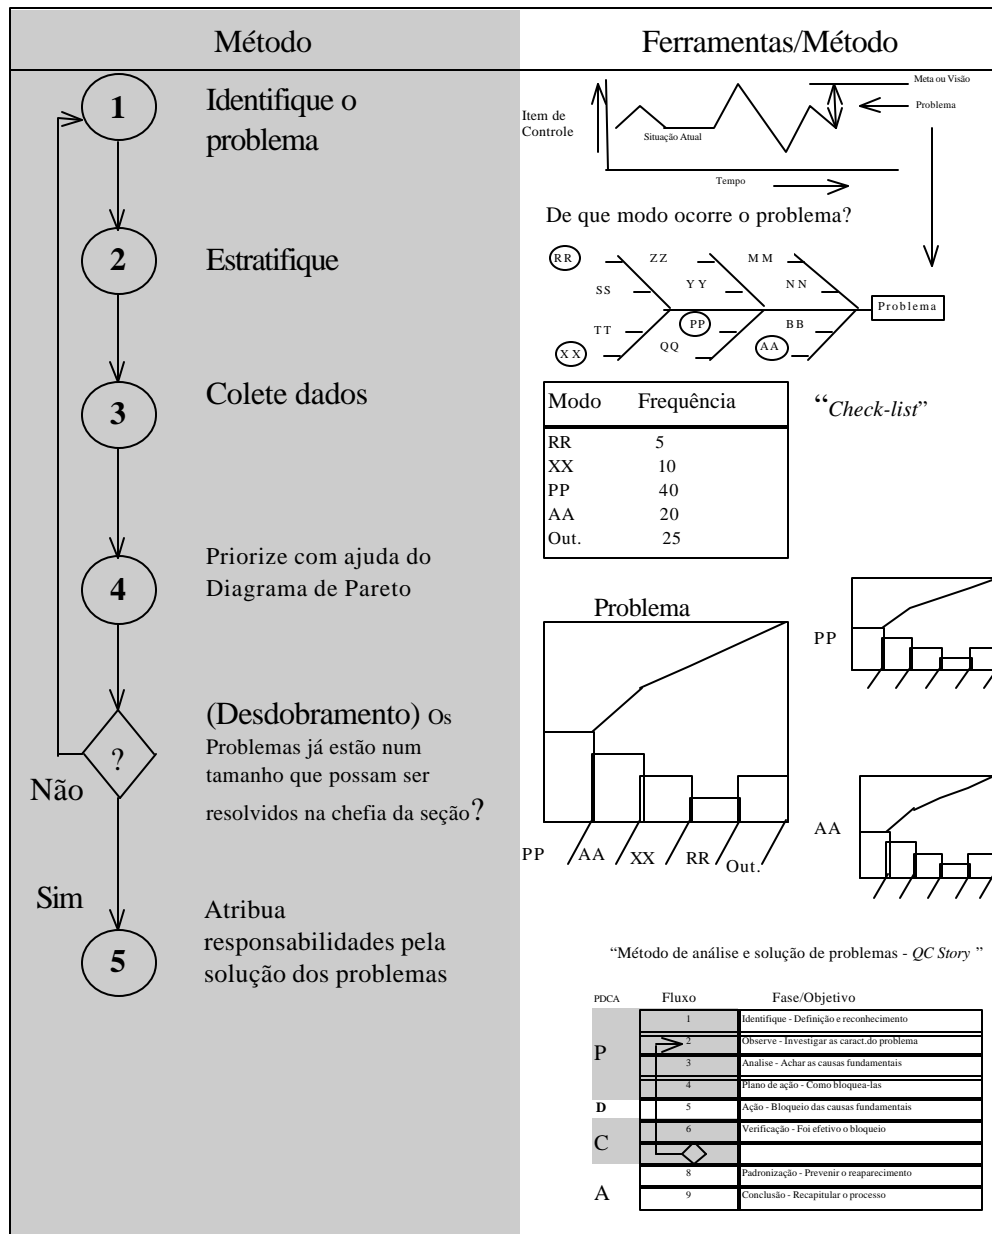 Método
Ferramentas/Método
1
Identifique o
problema
Meta ou Visão
Problema
Item de
Controle
Situação Atual
Tempo
De que modo ocorre o problema?
2
Estratifique
RR
ZZ
MM
SS
YY
NN
Problema
TT
PP
BB
XX
QQ
AA
3
Colete dados
Modo Frequência
RR 5
XX 10
PP 40
AA 20
Out. 25
“Check-list”
4
Priorize com ajuda do
Diagrama de Pareto
Problema
PP
AA
PP
AA
XX
RR
Out.
?
(Desdobramento) Os
Problemas já estão num
tamanho que possam ser
resolvidos na chefia da seção?
Não
Sim
5
Atribua
responsabilidades pela
solução dos problemas
“Método de análise e solução de problemas - QC Story ”
PDCA Fluxo Fase/Objetivo
P
1 Identifique - Definição e reconhecimento
2 Observe - Investigar as caract.do problema
3 Analise - Achar as causas fundamentais
4 Plano de ação - Como bloquea-las
D 5 Ação - Bloqueio das causas fundamentais
C
6 Verificação - Foi efetivo o bloqueio
A
8 Padronização - Prevenir o reaparecimento
9 Conclusão - Recapitular o processo